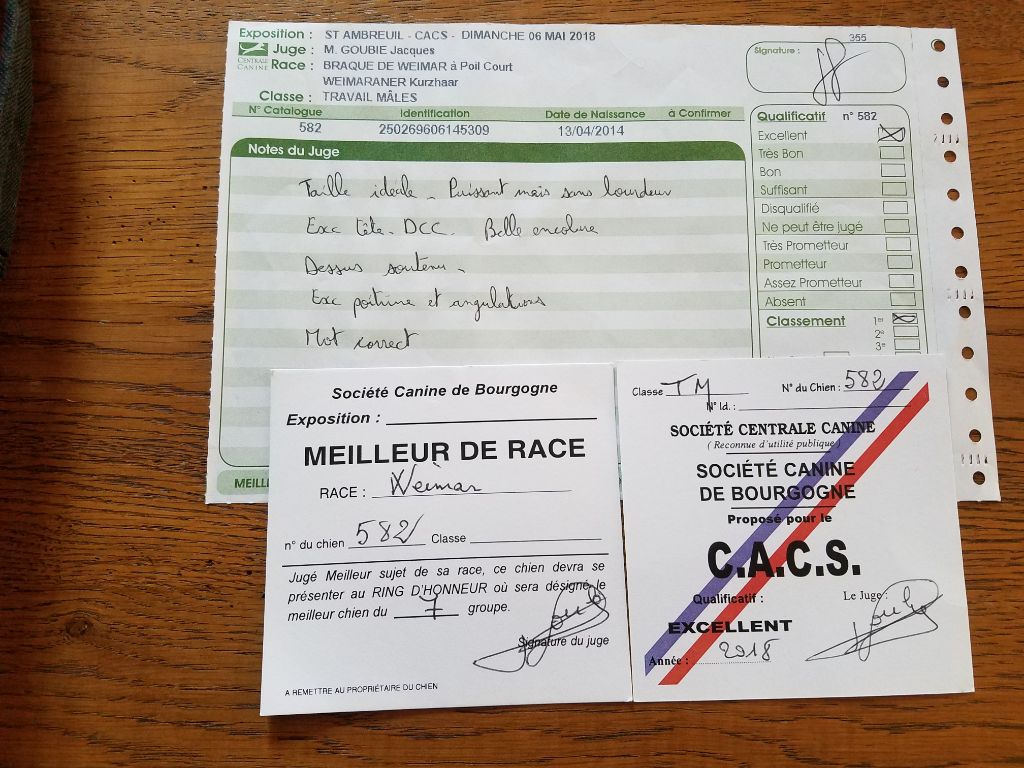 355
Exposition : ST AMBREUIL - CACS - DIMANCHE 06 MAI 2018
Juge : M. GOUBIE Jacques
CENTRALE CANINE
Race : BRAQUE DE WEIMAR à Poil Court
WEIMARANER Kurzhaar
Classe : TRAVAIL MÂLES
Signature :
N° Catalogue Identification Date de Naissance à Confirmer
582 250269606145309 13/04/2014
Notes du Juge
Taille idéale - Puissant mais sans lourdeur
Exc tête - DCC. Belle encolure
Dessus soutenu -
Exc poitrine et angulations
Mot correct
MEILL
Qualificatif n° 582
Excellent
Très Bon
Bon
Suffisant
Disqualifié
Ne peut être jugé
Très Prometteur
Prometteur
Assez Prometteur
Absent
Classement 1er
2e
3e
Société Canine de Bourgogne
Exposition :
MEILLEUR DE RACE
RACE : Weimar
n° du chien 582 Classe
Jugé Meilleur sujet de sa race, ce chien devra se
présenter au RING D'HONNEUR où sera désigné le
meilleur chien du 7 groupe.
Signature du juge
A REMETTRE AU PROPRIÉTAIRE DU CHIEN
Classe TM N° du Chien : 582
N° Id. :
SOCIÉTÉ CENTRALE CANINE
( Reconnue d'utilité publique )
SOCIÉTÉ CANINE
DE BOURGOGNE
Proposé pour le
C.A.C.S.
Qualificatif : Le Juge :
EXCELLENT
Année : 2018